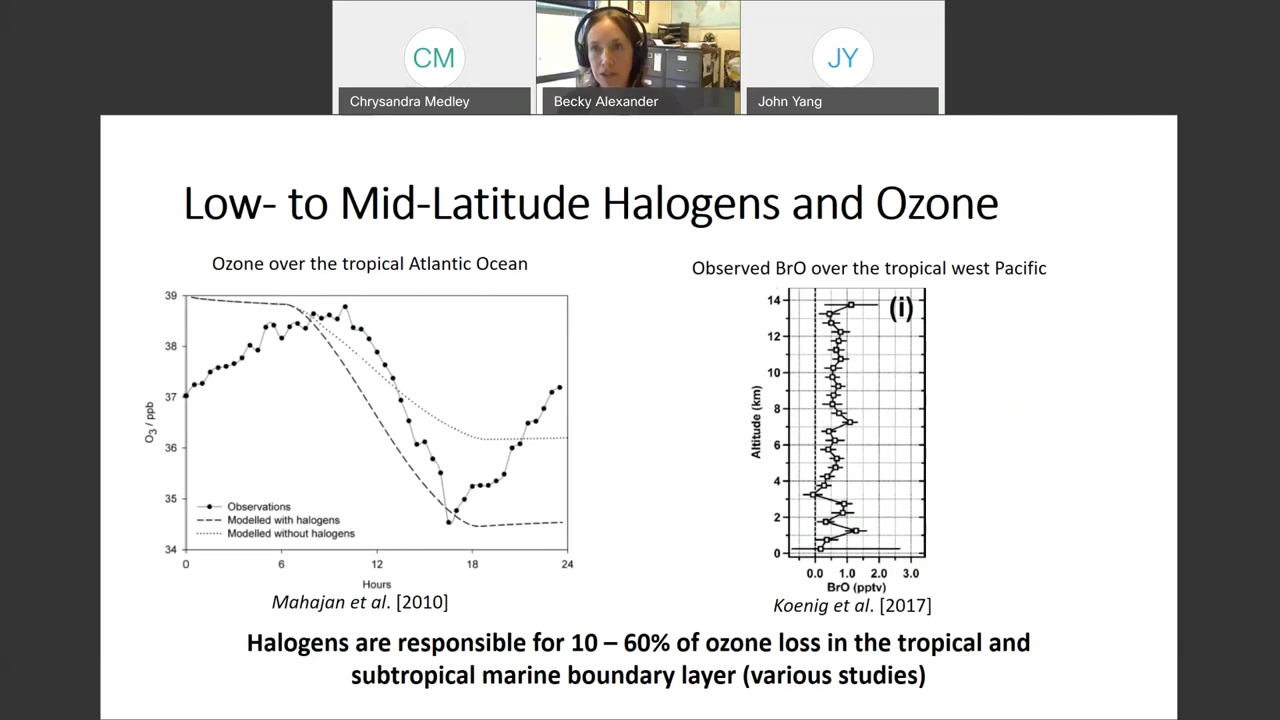 CM
JY
Chrysandra Medley
Becky Alexander
John Yang
Low- to Mid-Latitude Halogens and Ozone
Ozone over the tropical Atlantic Ocean
39
38
37
36
35
34
O3 / ppb
Observations
Modelled with halogens
Modelled without halogens
0 6 12 18 24
Hours
Mahajan et al. [2010]
Observed BrO over the tropical west Pacific
(i)
14
12
10
8
6
4
2
0
Altitude (km)
0.0 1.0 2.0 3.0
BrO (pptv)
Koenig et al. [2017]
Halogens are responsible for 10 – 60% of ozone loss in the tropical and
subtropical marine boundary layer (various studies)